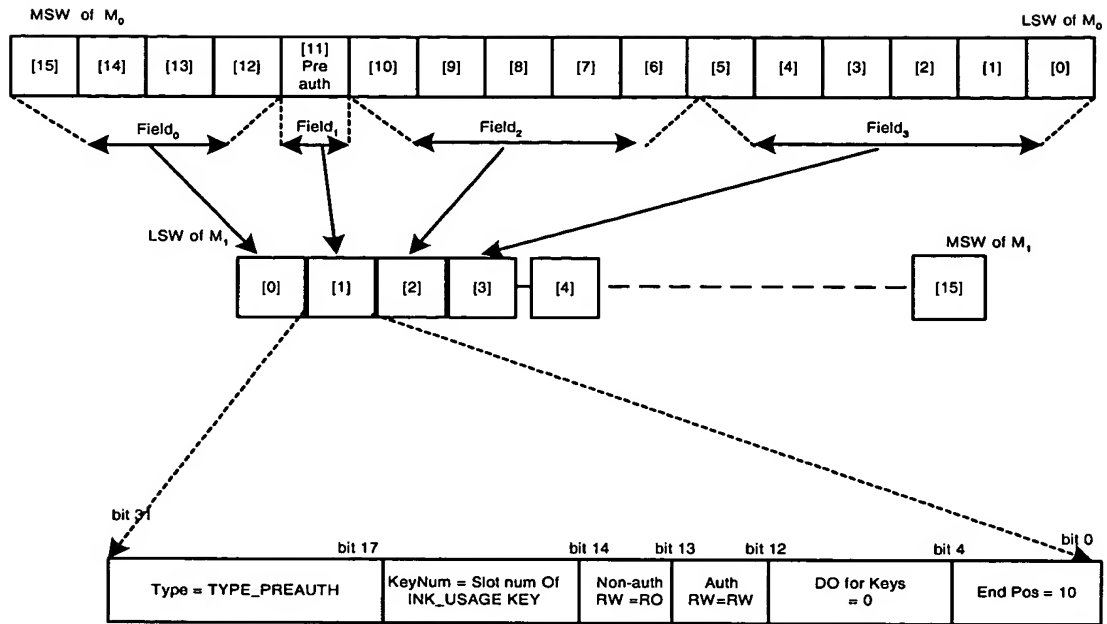 MSW of M0
LSW of M0
[15] [14] [13] [12] [11] Pre auth [10] [9] [8] [7] [6] [5] [4] [3] [2] [1] [0]
Field0 Field1 Field2 Field3
LSW of M1
MSW of M1
[0] [1] [2] [3] [4] [15]
bit 31
bit 17 bit 14 bit 13 bit 12 bit 4 bit 0
Type = TYPE_PREAUTH
KeyNum = Slot num Of
INK_USAGE KEY
Non-auth
RW =RO
Auth
RW=RW
DO for Keys
= 0
End Pos = 10